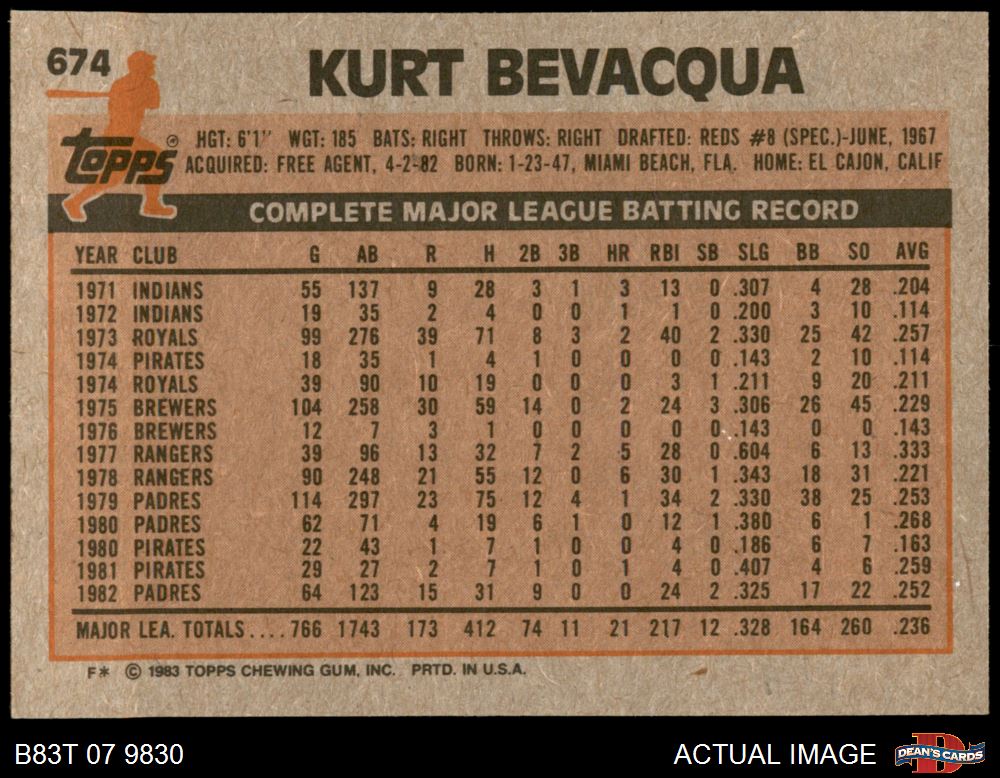 674
KURT BEVACQUA
topps®
HGT: 6'1" WGT: 185 BATS: RIGHT THROWS: RIGHT DRAFTED: REDS #8 (SPEC.)-JUNE, 1967
ACQUIRED: FREE AGENT, 4-2-82 BORN: 1-23-47, MIAMI BEACH, FLA. HOME: EL CAJON, CALIF
COMPLETE MAJOR LEAGUE BATTING RECORD
YEAR CLUB G AB R H 2B 3B HR RBI SB SLG BB SO AVG
1971 INDIANS 55 137 9 28 3 1 3 13 0 .307 4 28 .204
1972 INDIANS 19 35 2 4 0 0 1 1 0 .200 3 10 .114
1973 ROYALS 99 276 39 71 8 3 2 40 2 .330 25 42 .257
1974 PIRATES 18 35 1 4 1 0 0 0 0 .143 2 10 .114
1974 ROYALS 39 90 10 19 0 0 0 3 1 .211 9 20 .211
1975 BREWERS 104 258 30 59 14 0 2 24 3 .306 26 45 .229
1976 BREWERS 12 7 3 1 0 0 0 0 0 .143 0 0 .143
1977 RANGERS 39 96 13 32 7 2 5 28 0 .604 6 13 .333
1978 RANGERS 90 248 21 55 12 0 6 30 1 .343 18 31 .221
1979 PADRES 114 297 23 75 12 4 1 34 2 .330 38 25 .253
1980 PADRES 62 71 4 19 6 1 0 12 1 .380 6 1 .268
1980 PIRATES 22 43 1 7 1 0 0 4 0 .186 6 7 .163
1981 PIRATES 29 27 2 7 1 0 1 4 0 .407 4 6 .259
1982 PADRES 64 123 15 31 9 0 0 24 2 .325 17 22 .252
MAJOR LEA. TOTALS .... 766 1743 173 412 74 11 21 217 12 .328 164 260 .236
F* © 1983 TOPPS CHEWING GUM, INC. PRTD. IN U.S.A.
B83T 07 9830 ACTUAL IMAGE
DEAN'S CARDS